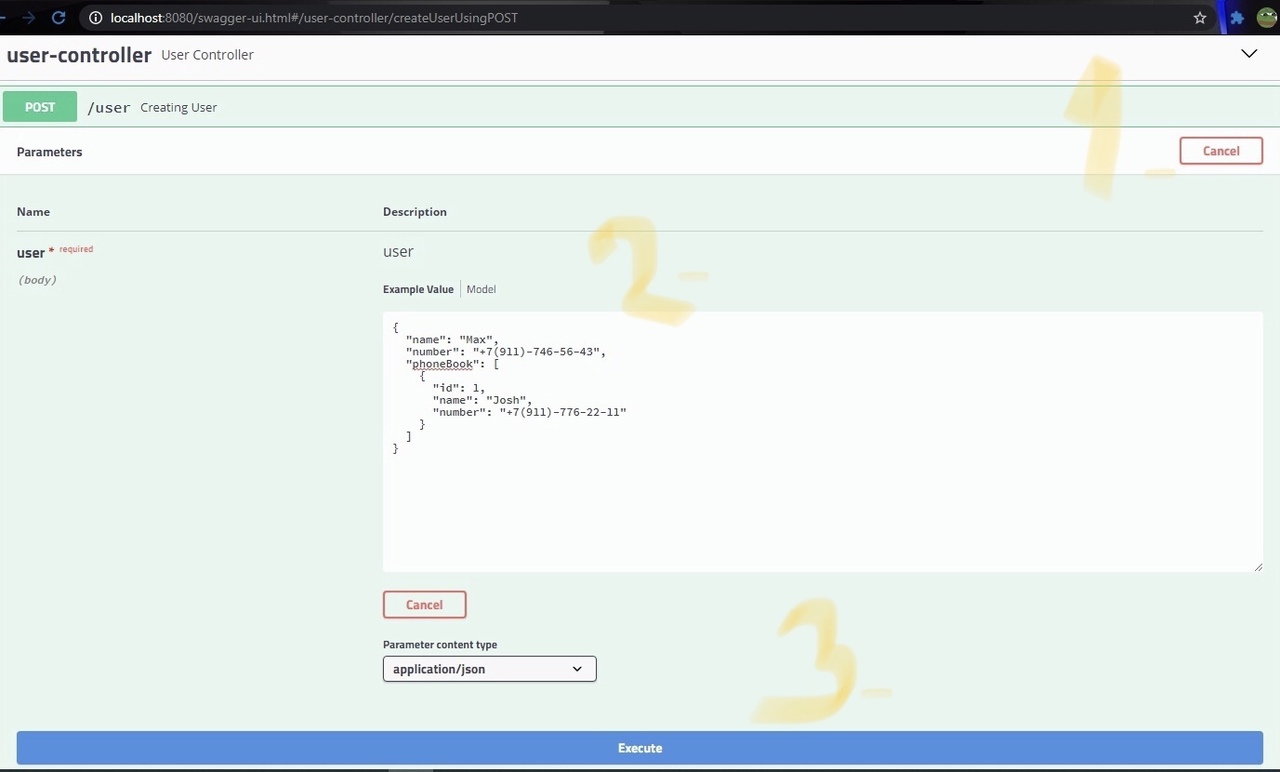 localhost:8080/swagger-ui.html#/user-controller/createUserUsingPOST
user-controller User Controller
POST /user Creating User
1-
Parameters Cancel
Name Description
user * required user
(body)
2-
Example Value Model
{
"name": "Max",
"number": "+7(911)-746-56-43",
"phoneBook": [
{
"id": 1,
"name": "Josh",
"number": "+7(911)-776-22-11"
}
]
}
Cancel
Parameter content type
application/json
3-
Execute